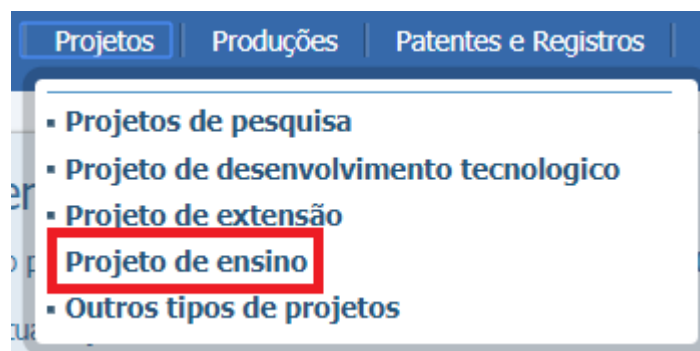 Projetos Produções Patentes e Registros
▪ Projetos de pesquisa
▪ Projeto de desenvolvimento tecnologico
▪ Projeto de extensão
Projeto de ensino
▪ Outros tipos de projetos